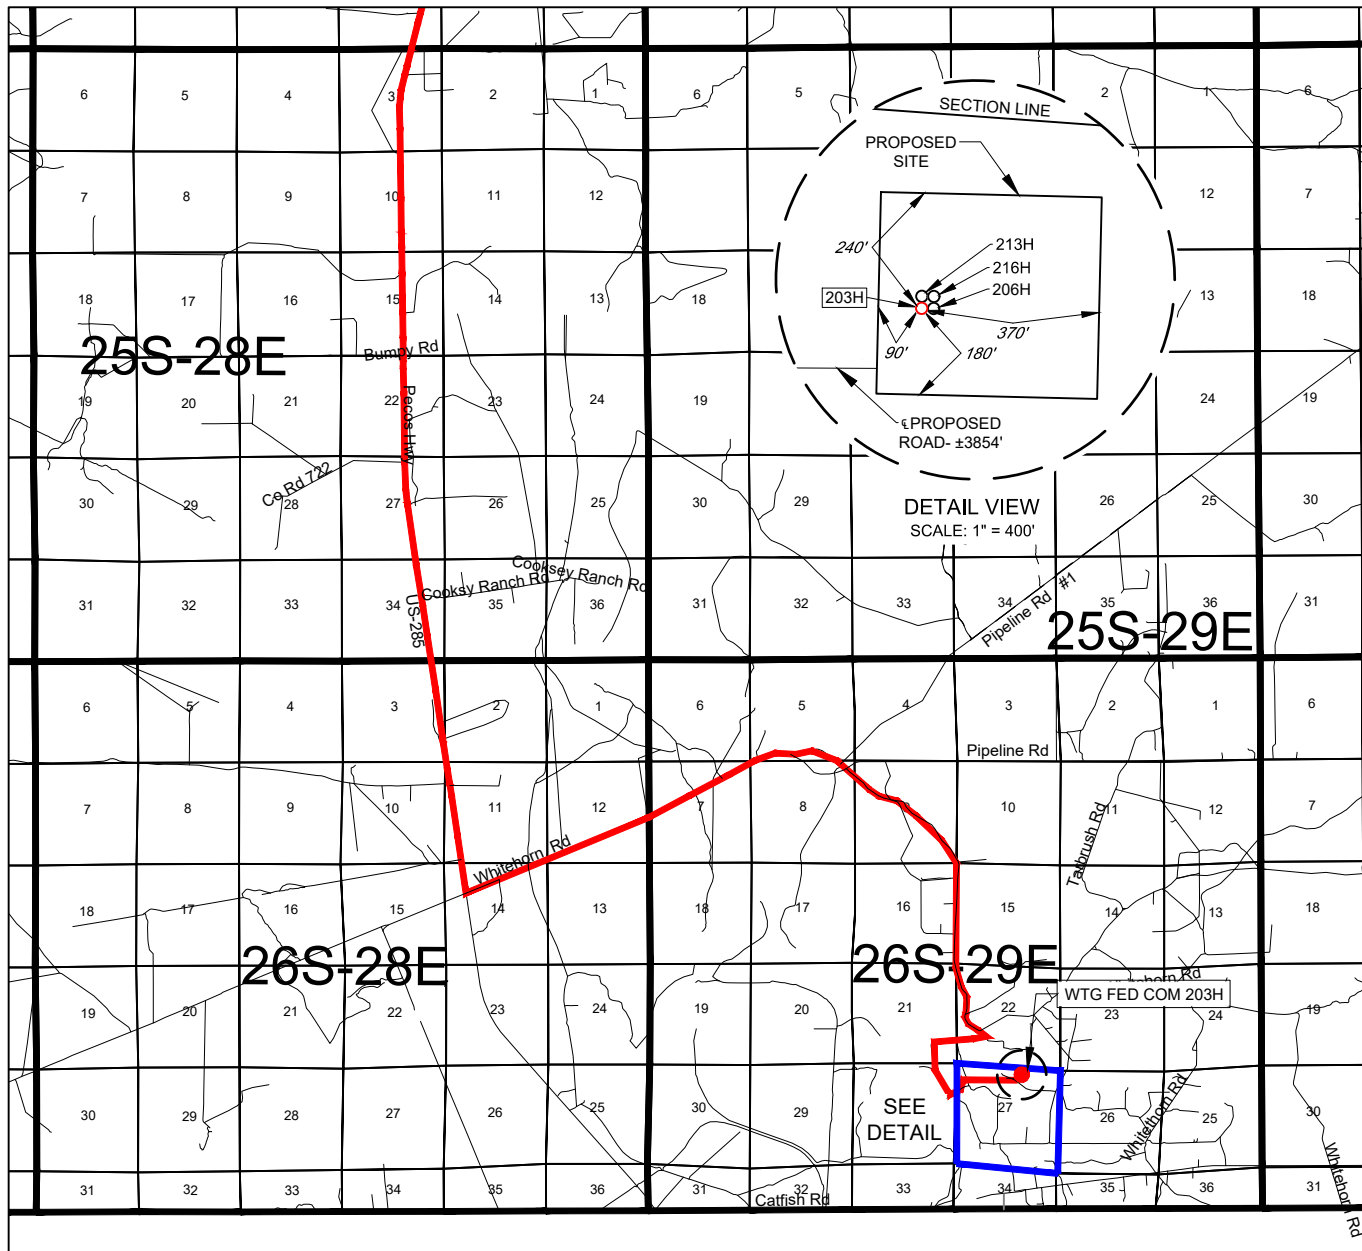 6 5 4 3 2 1 6 5 2 1 6
SECTION LINE
PROPOSED
SITE
7 8 9 10 11 12 12 7
240'
213H
216H
206H
203H
370'
90'
180'
18 17 16 15 14 13 18 13 18
25S-28E
Bumpy Rd
Pecos Hwy
19 20 21 22 23 24 19 24 19
℄PROPOSED
ROAD- ±3854'
Co Rd 722
30 29 28 27 26 25 30 29 26 25 30
DETAIL VIEW
SCALE: 1" = 400'
Cooksy Ranch Rd
Cooksey Ranch Rd
US-285
31 32 33 34 35 36 31 32 33 34 35 36 31
Pipeline Rd #1
25S-29E
6 5 4 3 2 1 6 5 4 3 2 1 6
Pipeline Rd
7 8 9 10 11 12 7 8 10 11 12 7
Tarbrush Rd
Whitehorn Rd
18 17 16 15 14 13 18 17 16 15 14 13 18
26S-28E
26S-29E
Whitehorn Rd
WTG FED COM 203H
19 20 21 22 23 24 19 20 21 22 23 24 19
SEE
DETAIL
30 29 28 27 26 25 30 29 27 26 25 30
Whitethorn Rd
Whitehorn Rd
31 32 33 34 35 36 31 32 33 34 35 36 31
Catfish Rd